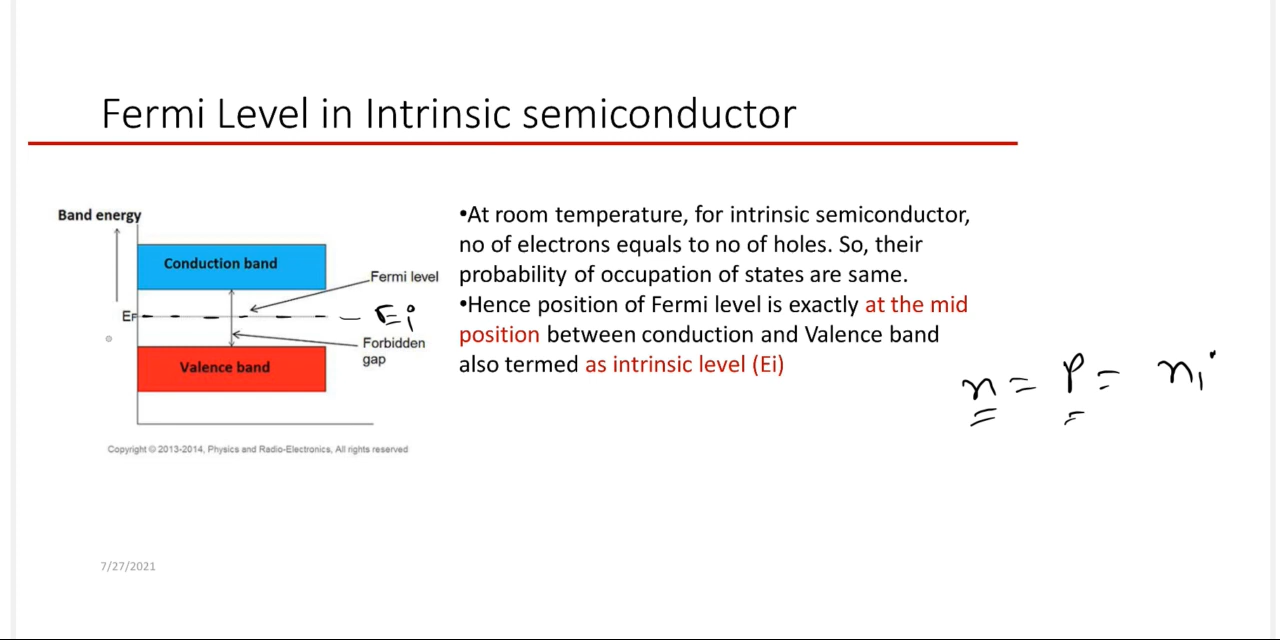 Fermi Level in Intrinsic semiconductor
Band energy
Conduction band
Fermi level
EF
Ei
Forbidden
gap
Valence band
Copyright © 2013-2014, Physics and Radio-Electronics, All rights reserved
•At room temperature, for intrinsic semiconductor,
no of electrons equals to no of holes. So, their
probability of occupation of states are same.
•Hence position of Fermi level is exactly at the mid
position between conduction and Valence band
also termed as intrinsic level (Ei)
n = p = ni
7/27/2021